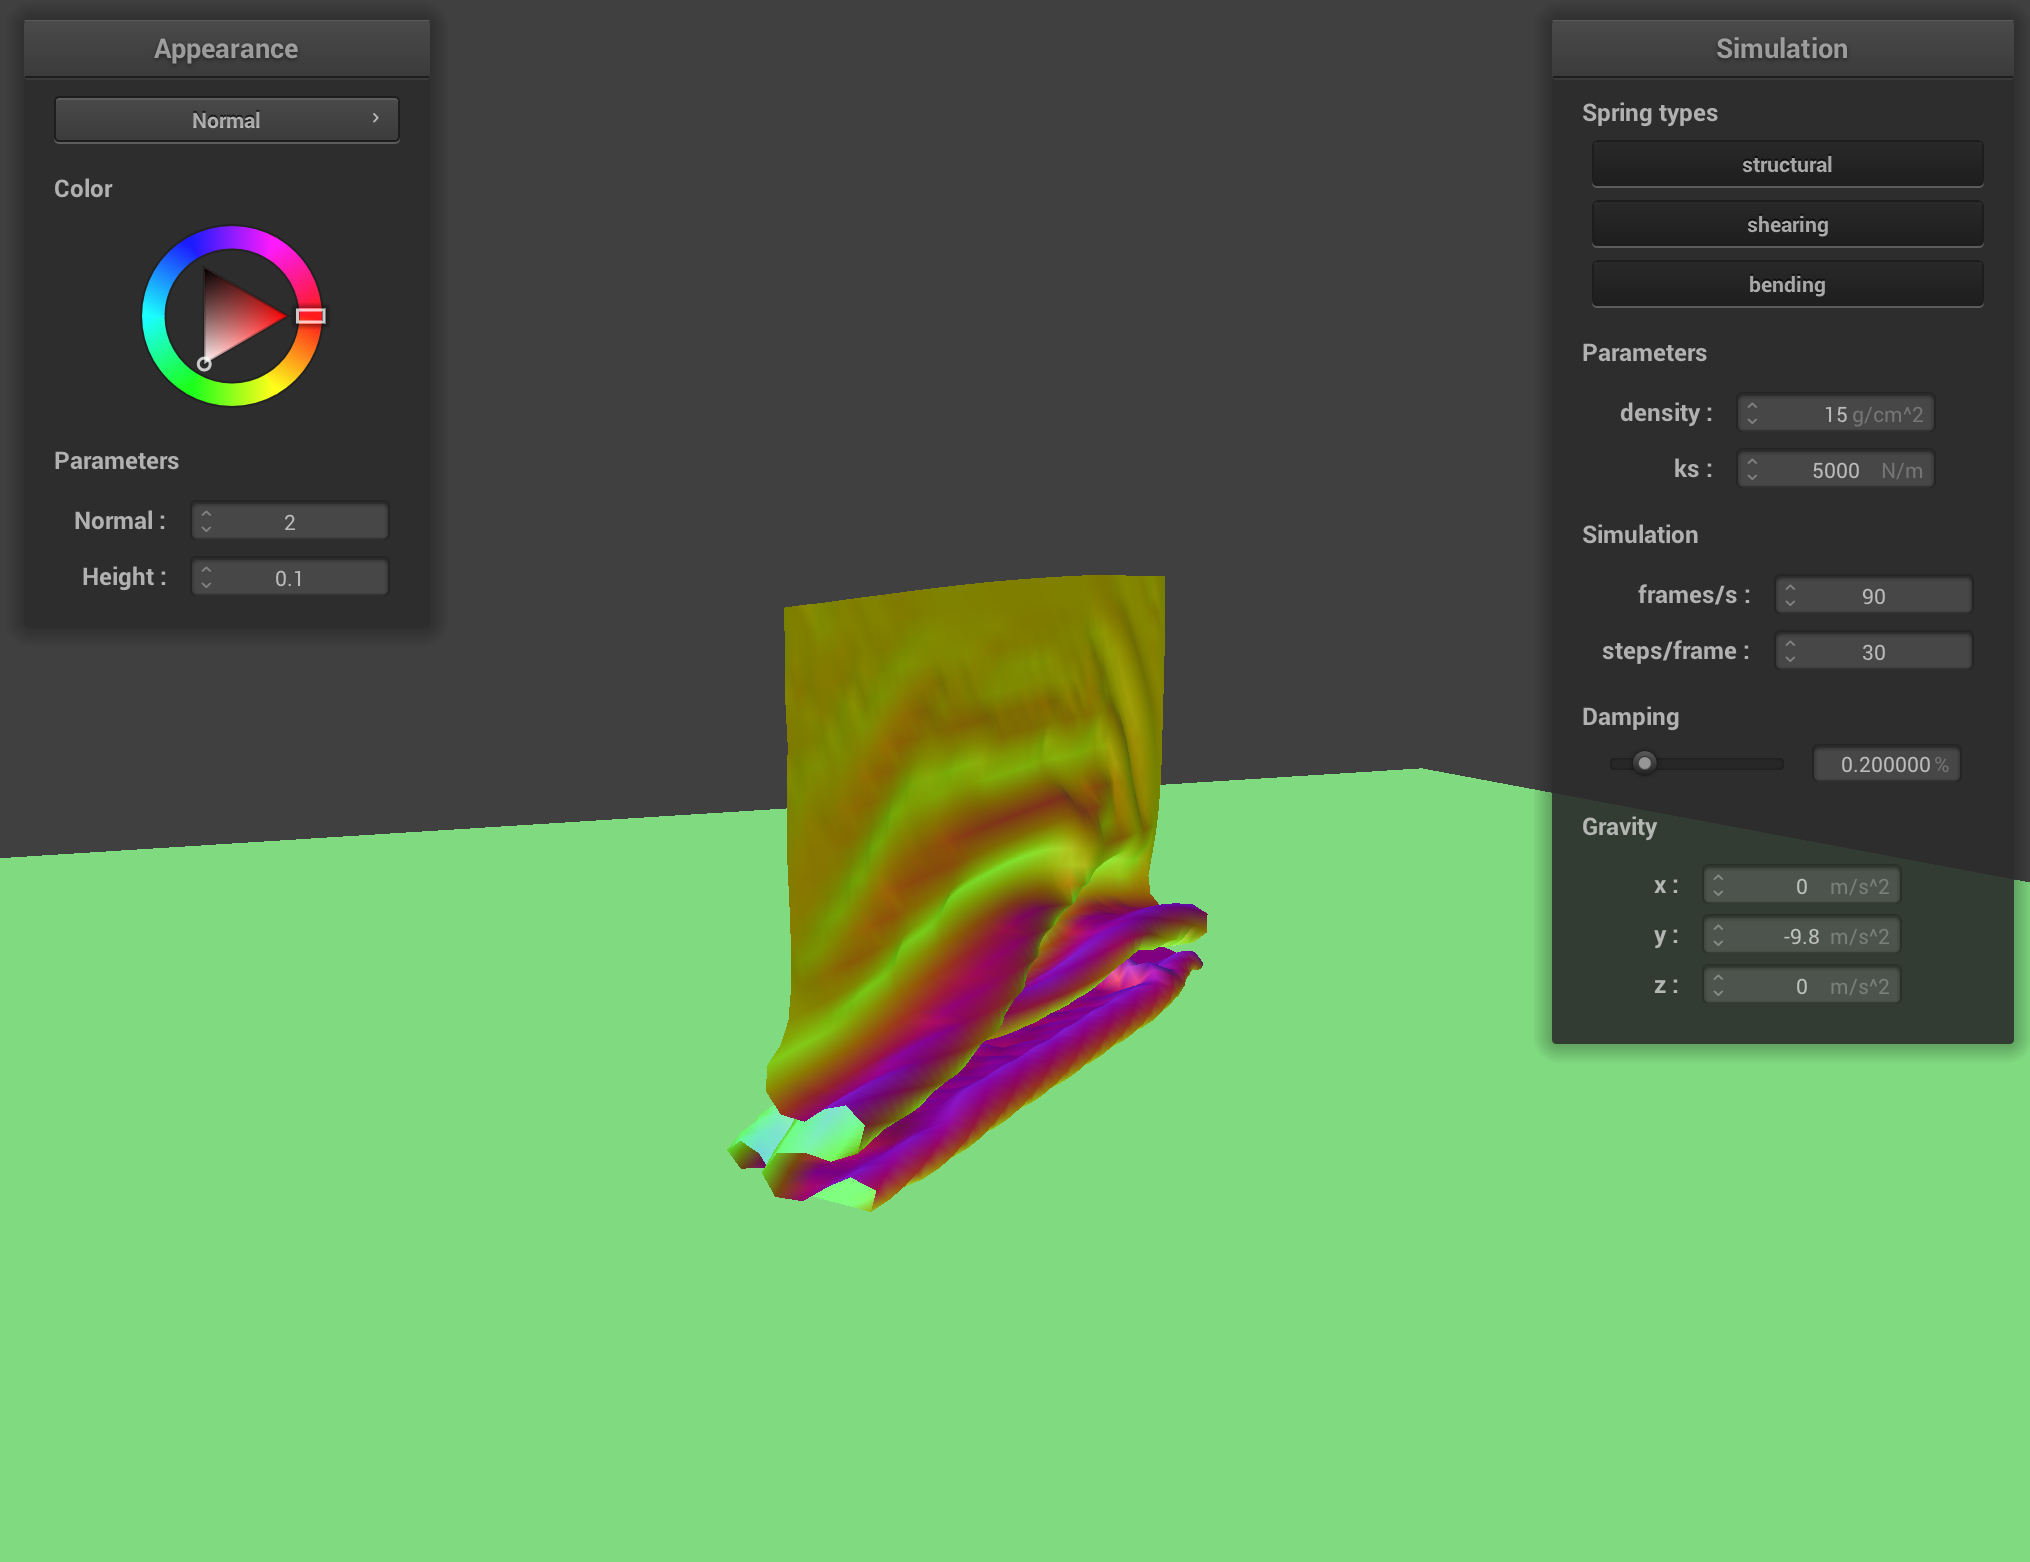 Appearance
Normal
Color
Parameters
Normal : 2
Height : 0.1
Simulation
Spring types
structural
shearing
bending
Parameters
density : 15 g/cm^2
ks : 5000 N/m
Simulation
frames/s : 90
steps/frame : 30
Damping
0.200000 %
Gravity
x : 0 m/s^2
y : -9.8 m/s^2
z : 0 m/s^2